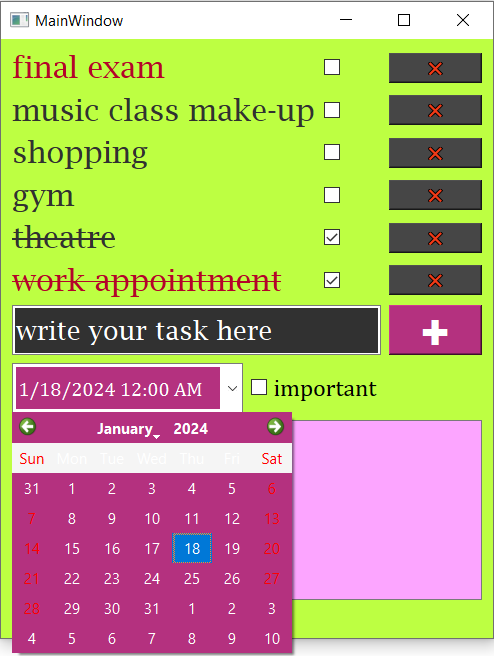 MainWindow
final exam
music class make-up
shopping
gym
theatre
work appointment
write your task here
1/18/2024 12:00 AM important
January 2024
Sun Mon Tue Wed Thu Fri Sat
31 1 2 3 4 5 6
7 8 9 10 11 12 13
14 15 16 17 18 19 20
21 22 23 24 25 26 27
28 29 30 31 1 2 3
4 5 6 7 8 9 10